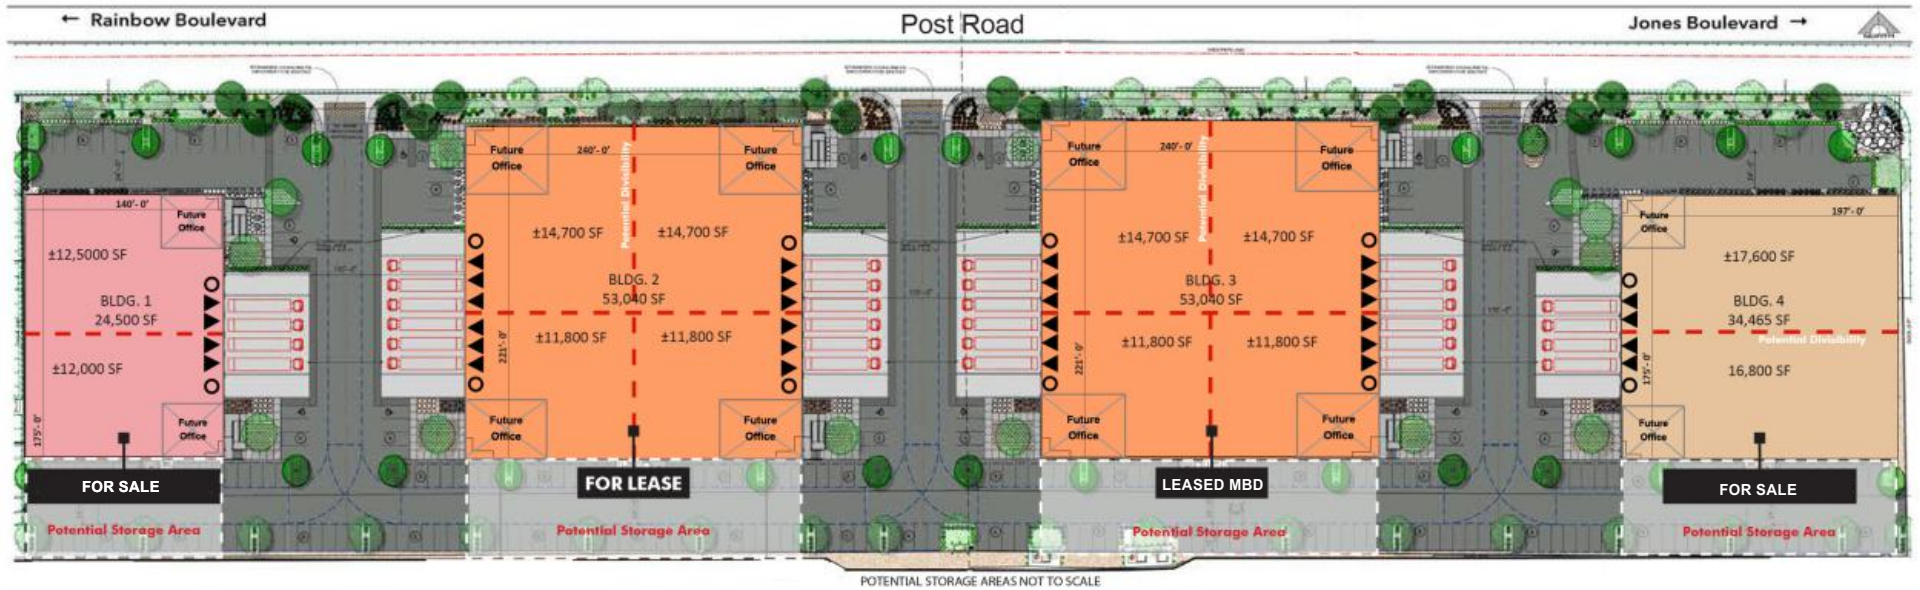 ← Rainbow Boulevard
Post Road
Jones Boulevard →
Future
Office
240'- 0'
Potential Divisibility
Future
Office
Future
Office
240'- 0'
Potential Divisibility
Future
Office
140'- 0'
Future
Office
±12,5000 SF
BLDG. 1
24,500 SF
±12,000 SF
175'- 0'
Future
Office
FOR SALE
Potential Storage Area
±14,700 SF
±14,700 SF
BLDG. 2
53,040 SF
±11,800 SF
±11,800 SF
221'- 0'
Future
Office
Future
Office
FOR LEASE
Potential Storage Area
±14,700 SF
±14,700 SF
BLDG. 3
53,040 SF
±11,800 SF
±11,800 SF
221'- 0'
Future
Office
Future
Office
LEASED MBD
Potential Storage Area
Future
Office
197'- 0'
±17,600 SF
BLDG. 4
34,465 SF
Potential Divisibility
16,800 SF
175'- 0'
Future
Office
FOR SALE
Potential Storage Area
POTENTIAL STORAGE AREAS NOT TO SCALE